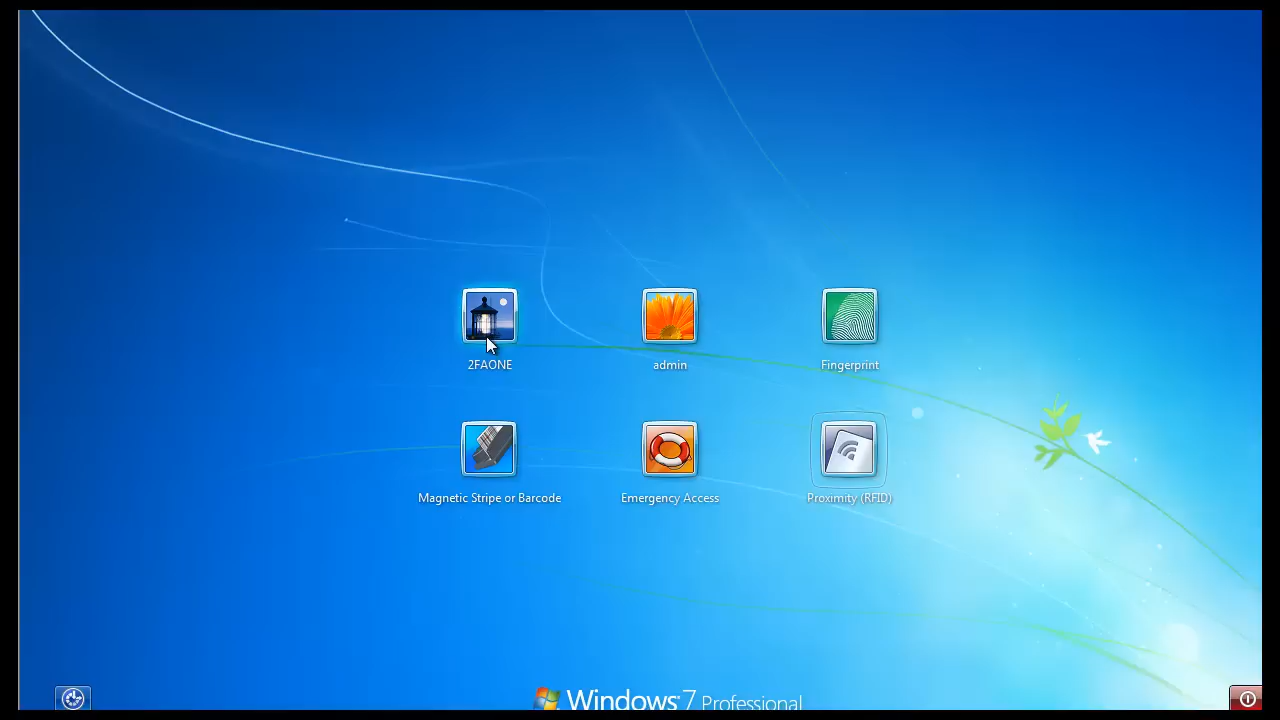 2FAONE
admin
Fingerprint
Magnetic Stripe or Barcode
Emergency Access
Proximity (RFID)
Windows 7 Professional